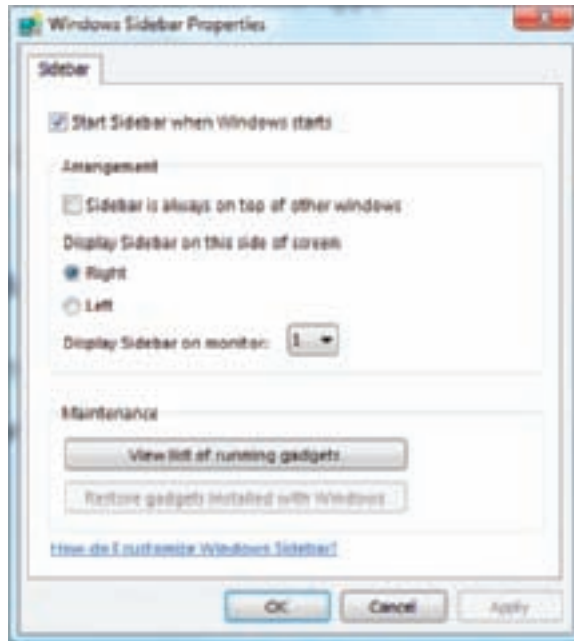 Windows Sidebar Properties
Sidebar
Start Sidebar when Windows starts
Arrangement
Sidebar is always on top of other windows
Display Sidebar on this side of screen:
Right
Left
Display Sidebar on monitor: 1
Maintenance
View list of running gadgets
Restore gadgets installed with Windows
How do I customize Windows Sidebar?
OK Cancel Apply